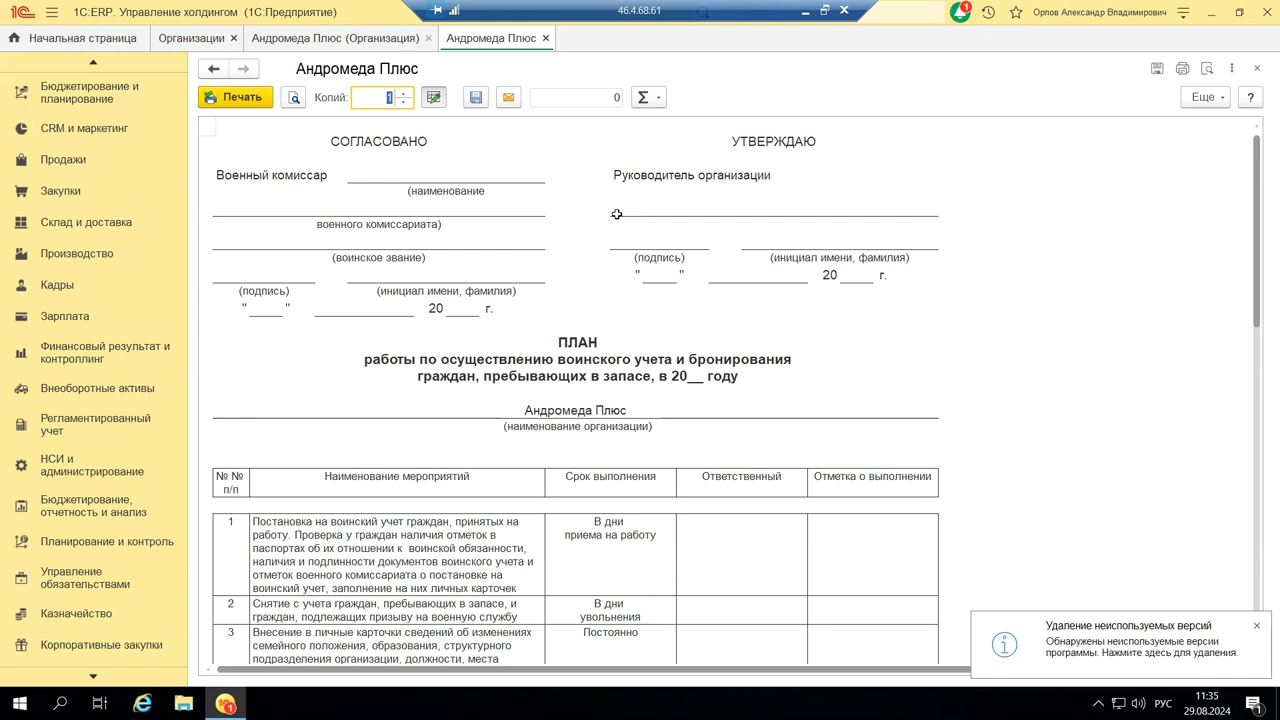 1С:ERP. Управление холдингом (1С:Предприятие)
46.4.68.61
1
Орлов Александр Владимирович
Начальная страница
Организации
Андромеда Плюс (Организация)
Андромеда Плюс
Бюджетирование и
планирование
CRM и маркетинг
Продажи
Закупки
Склад и доставка
Производство
Кадры
Зарплата
Финансовый результат и
контроллинг
Внеоборотные активы
Регламентированный
учет
НСИ и
администрирование
Бюджетирование,
отчетность и анализ
Планирование и контроль
Управление
обязательствами
Казначейство
Корпоративные закупки
Андромеда Плюс
Печать
Копий:
1
0
Σ
Еще
?
СОГЛАСОВАНО
УТВЕРЖДАЮ
Военный комиссар
Руководитель организации
(наименование
военного комиссариата)
(воинское звание)
(подпись)
(инициал имени, фамилия)
" " 20 г.
(подпись)
(инициал имени, фамилия)
" " 20 г.
ПЛАН
работы по осуществлению воинского учета и бронирования
граждан, пребывающих в запасе, в 20__ году
Андромеда Плюс
(наименование организации)
№ №
п/п
Наименование мероприятий
Срок выполнения
Ответственный
Отметка о выполнении
1
Постановка на воинский учет граждан, принятых на
работу. Проверка у граждан наличия отметок в
паспортах об их отношении к воинской обязанности,
наличия и подлинности документов воинского учета и
отметок военного комиссариата о постановке на
воинский учет, заполнение на них личных карточек
В дни
приема на работу
2
Снятие с учета граждан, пребывающих в запасе, и
граждан, подлежащих призыву на военную службу
В дни
увольнения
3
Внесение в личные карточки сведений об изменениях
семейного положения, образования, структурного
подразделения организации, должности, места
Постоянно
Удаление неиспользуемых версий
Обнаружены неиспользуемые версии
программы. Нажмите здесь для удаления.
1
РУС
11:35
29.08.2024
1